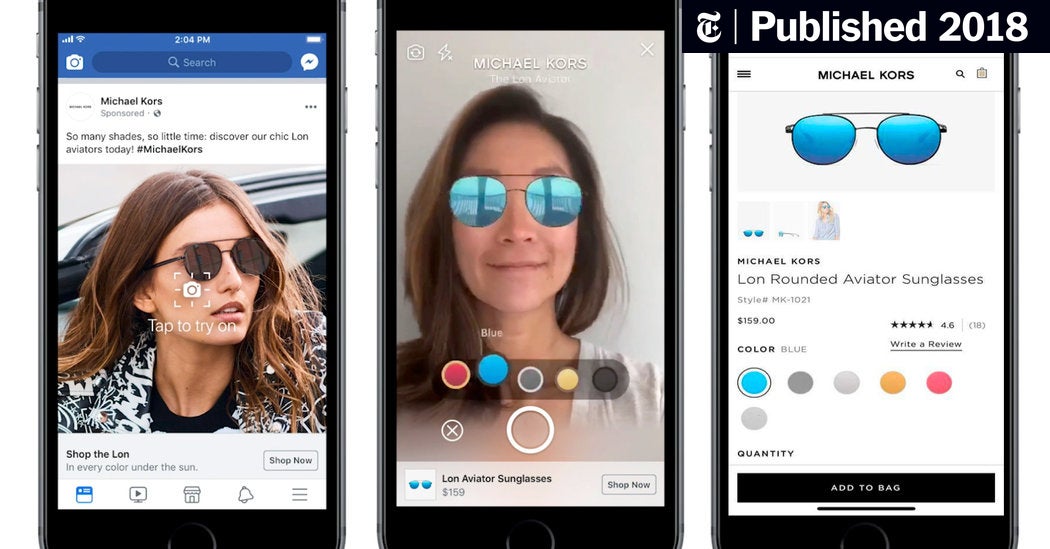 Published 2018
2:04 PM
Search
Michael Kors
Sponsored ·
So many shades, so little time: discover our chic Lon
aviators today! #MichaelKors
Tap to try on
Shop the Lon
In every color under the sun.
Shop Now
MICHAEL KORS
The Lon Aviator
Blue
Lon Aviator Sunglasses
$159
Shop Now
MICHAEL KORS
MICHAEL KORS
Lon Rounded Aviator Sunglasses
Style# MK-1021
$159.00
4.6 (18)
Write a Review
COLOR BLUE
QUANTITY
ADD TO BAG